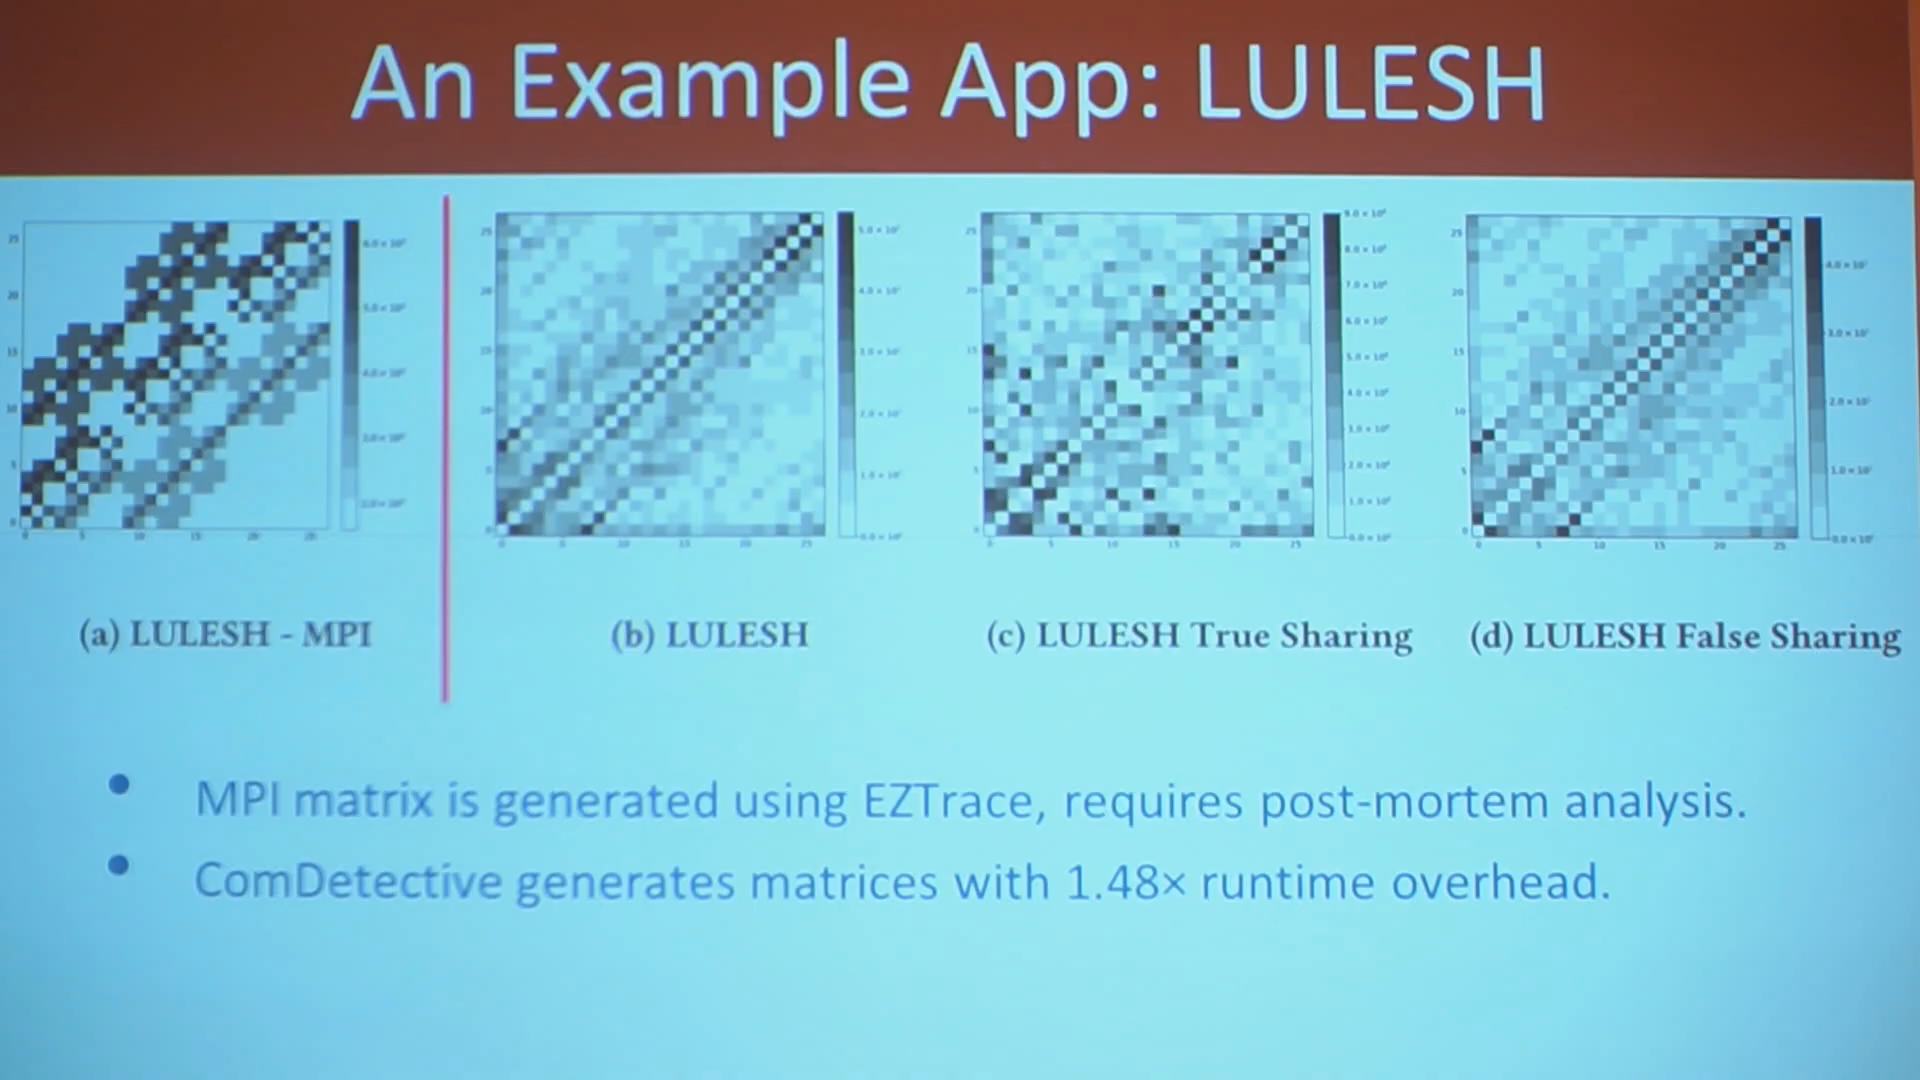 An Example App: LULESH
(a) LULESH - MPI
(b) LULESH
(c) LULESH True Sharing
(d) LULESH False Sharing
• MPI matrix is generated using EZTrace, requires post-mortem analysis.
• ComDetective generates matrices with 1.48× runtime overhead.